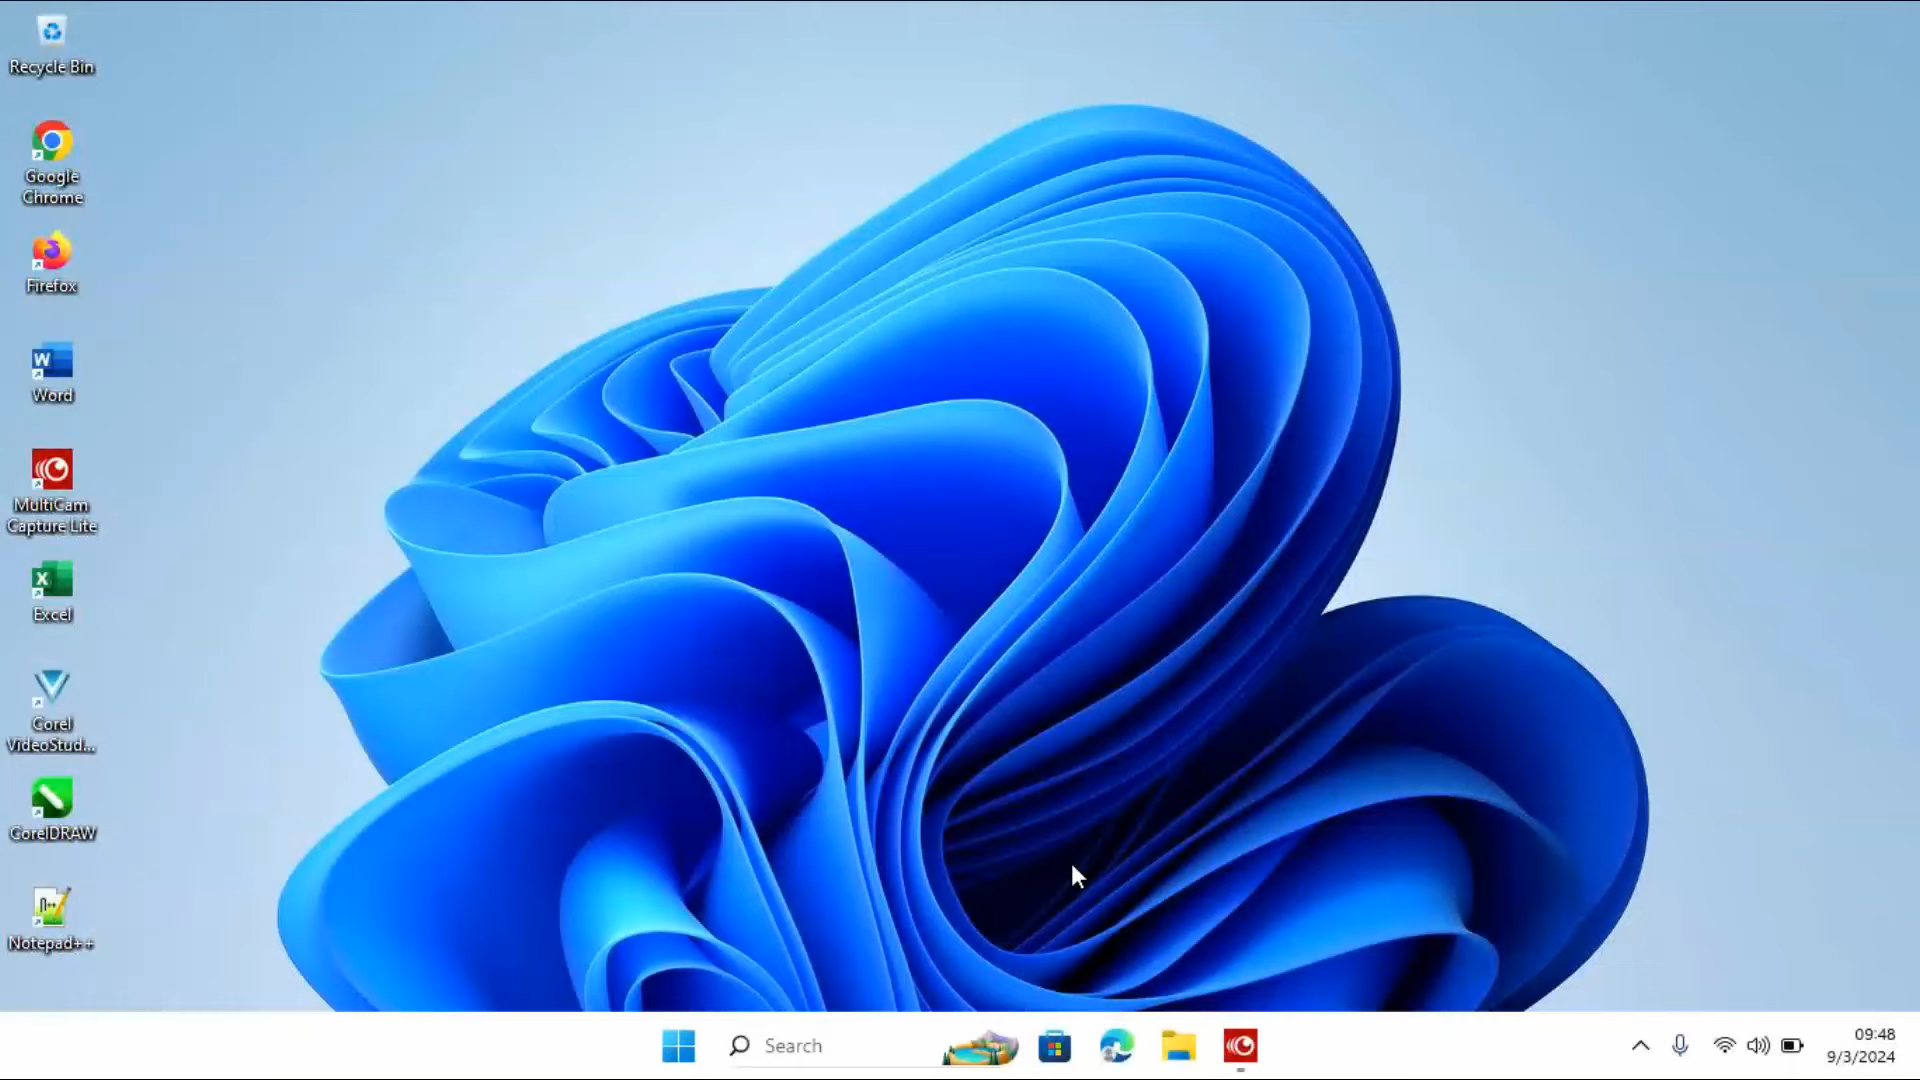 Recycle Bin
Google
Chrome
Firefox
Word
MultiCam
Capture Lite
Excel
Corel
VideoStud...
CorelDRAW
Notepad++
Search
09:48
9/3/2024